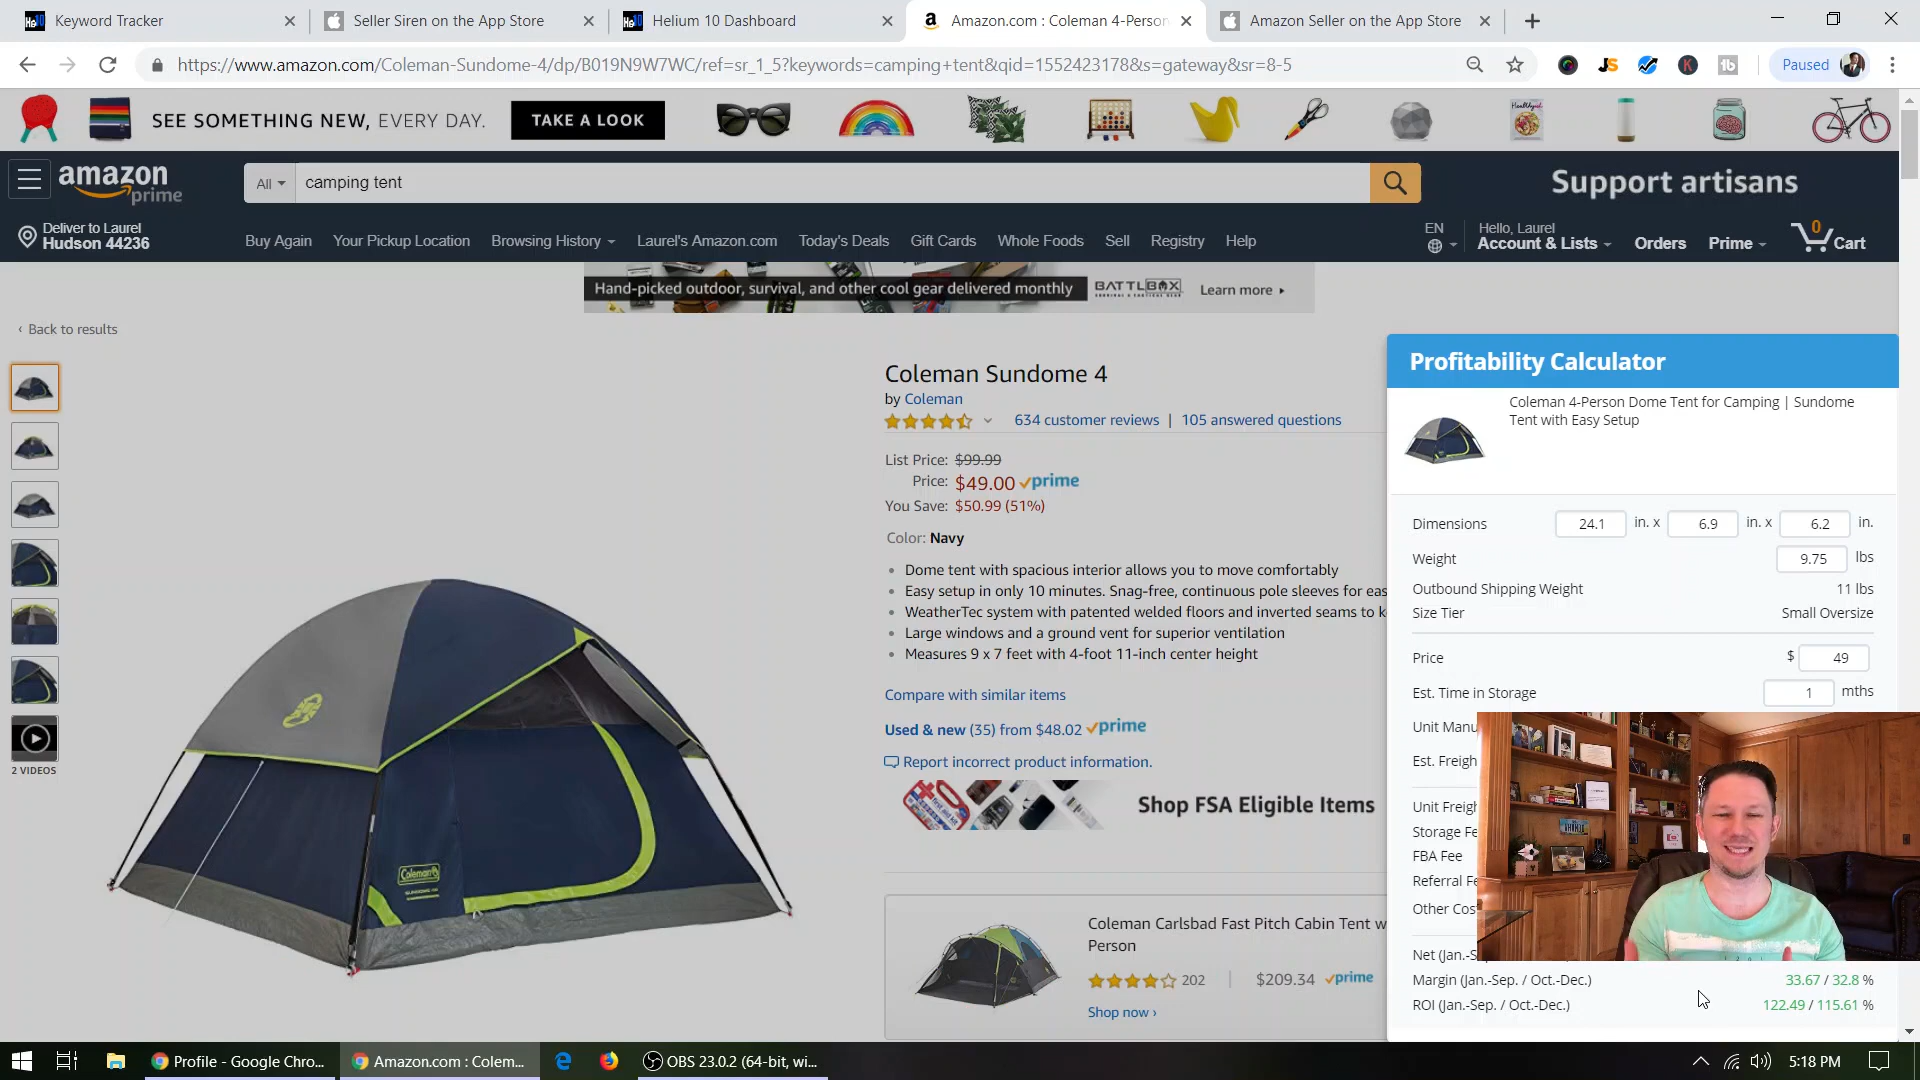 Keyword Tracker
Seller Siren on the App Store
Helium 10 Dashboard
Amazon.com : Coleman 4-Person
Amazon Seller on the App Store
https://www.amazon.com/Coleman-Sundome-4/dp/B019N9W7WC/ref=sr_1_5?keywords=camping+tent&qid=1552423178&s=gateway&sr=8-5
Paused
SEE SOMETHING NEW, EVERY DAY.
TAKE A LOOK
amazon
prime
All
camping tent
Support artisans
Deliver to Laurel
Hudson 44236
Buy Again
Your Pickup Location
Browsing History
Laurel's Amazon.com
Today's Deals
Gift Cards
Whole Foods
Sell
Registry
Help
EN
Hello, Laurel
Account & Lists
Orders
Prime
0
Cart
Hand-picked outdoor, survival, and other cool gear delivered monthly
BATTLBOX
Learn more
‹ Back to results
2 VIDEOS
Coleman
Coleman Sundome 4
by Coleman
634 customer reviews | 105 answered questions
List Price: $99.99
Price: $49.00 prime
You Save: $50.99 (51%)
Color: Navy
• Dome tent with spacious interior allows you to move comfortably
• Easy setup in only 10 minutes. Snag-free, continuous pole sleeves for eas
• WeatherTec system with patented welded floors and inverted seams to k
• Large windows and a ground vent for superior ventilation
• Measures 9 x 7 feet with 4-foot 11-inch center height
Compare with similar items
Used & new (35) from $48.02 prime
Report incorrect product information.
Shop FSA Eligible Items
Coleman Carlsbad Fast Pitch Cabin Tent w
Person
202 | $209.34 prime
Shop now ›
Profitability Calculator
Coleman 4-Person Dome Tent for Camping | Sundome
Tent with Easy Setup
Dimensions 24.1 in. x 6.9 in. x 6.2 in.
Weight 9.75 lbs
Outbound Shipping Weight 11 lbs
Size Tier Small Oversize
Price $ 49
Est. Time in Storage 1 mths
Unit Manu
Est. Freigh
Unit Freigh
Storage Fe
FBA Fee
Referral Fe
Other Cos
Net (Jan.-S
Margin (Jan.-Sep. / Oct.-Dec.) 33.67 / 32.8 %
ROI (Jan.-Sep. / Oct.-Dec.) 122.49 / 115.61 %
Profile - Google Chro...
Amazon.com : Colem...
OBS 23.0.2 (64-bit, wi...
5:18 PM